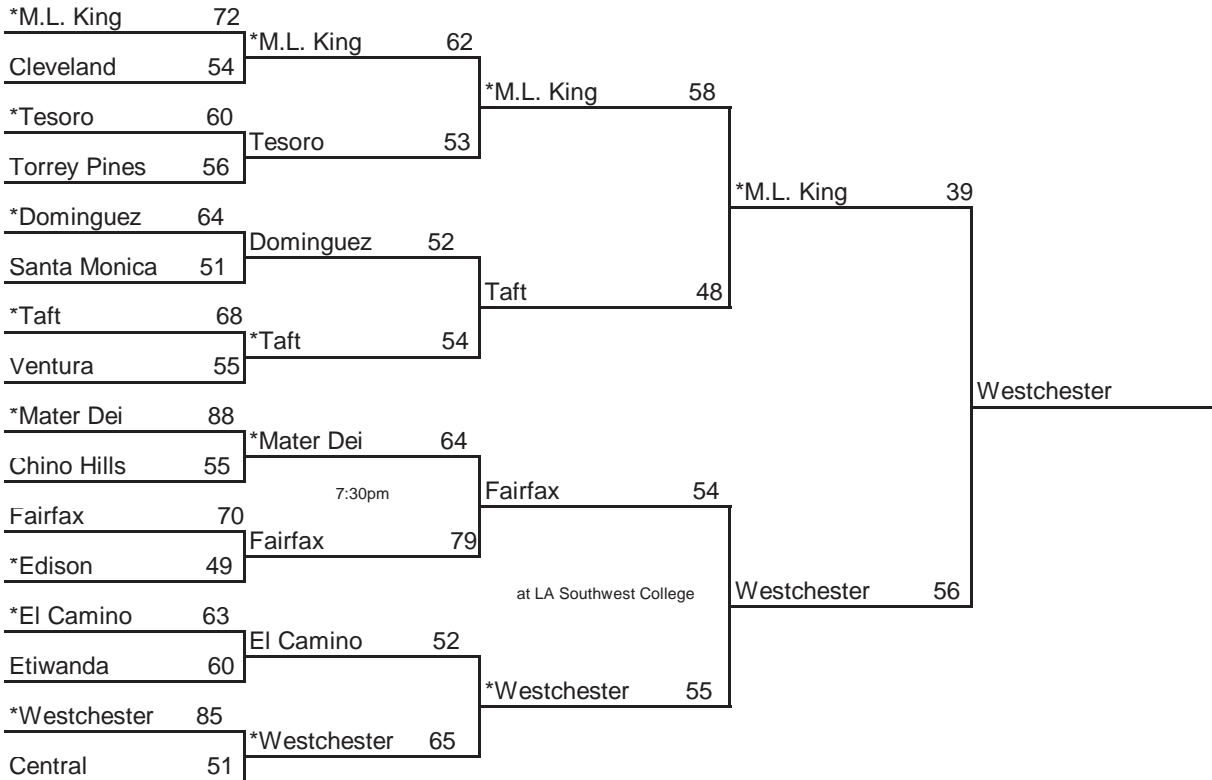 *M.L. King 72
Cleveland 54
*Tesoro 60
Torrey Pines 56
*Dominguez 64
Santa Monica 51
*Taft 68
Ventura 55
*Mater Dei 88
Chino Hills 55
Fairfax 70
*Edison 49
*El Camino 63
Etiwanda 60
*Westchester 85
Central 51
*M.L. King 62
Tesoro 53
Dominguez 52
*Taft 54
*Mater Dei 64
7:30pm
Fairfax 79
El Camino 52
*Westchester 65
*M.L. King 58
Taft 48
Fairfax 54
at LA Southwest College
*Westchester 55
*M.L. King 39
Westchester 56
Westchester